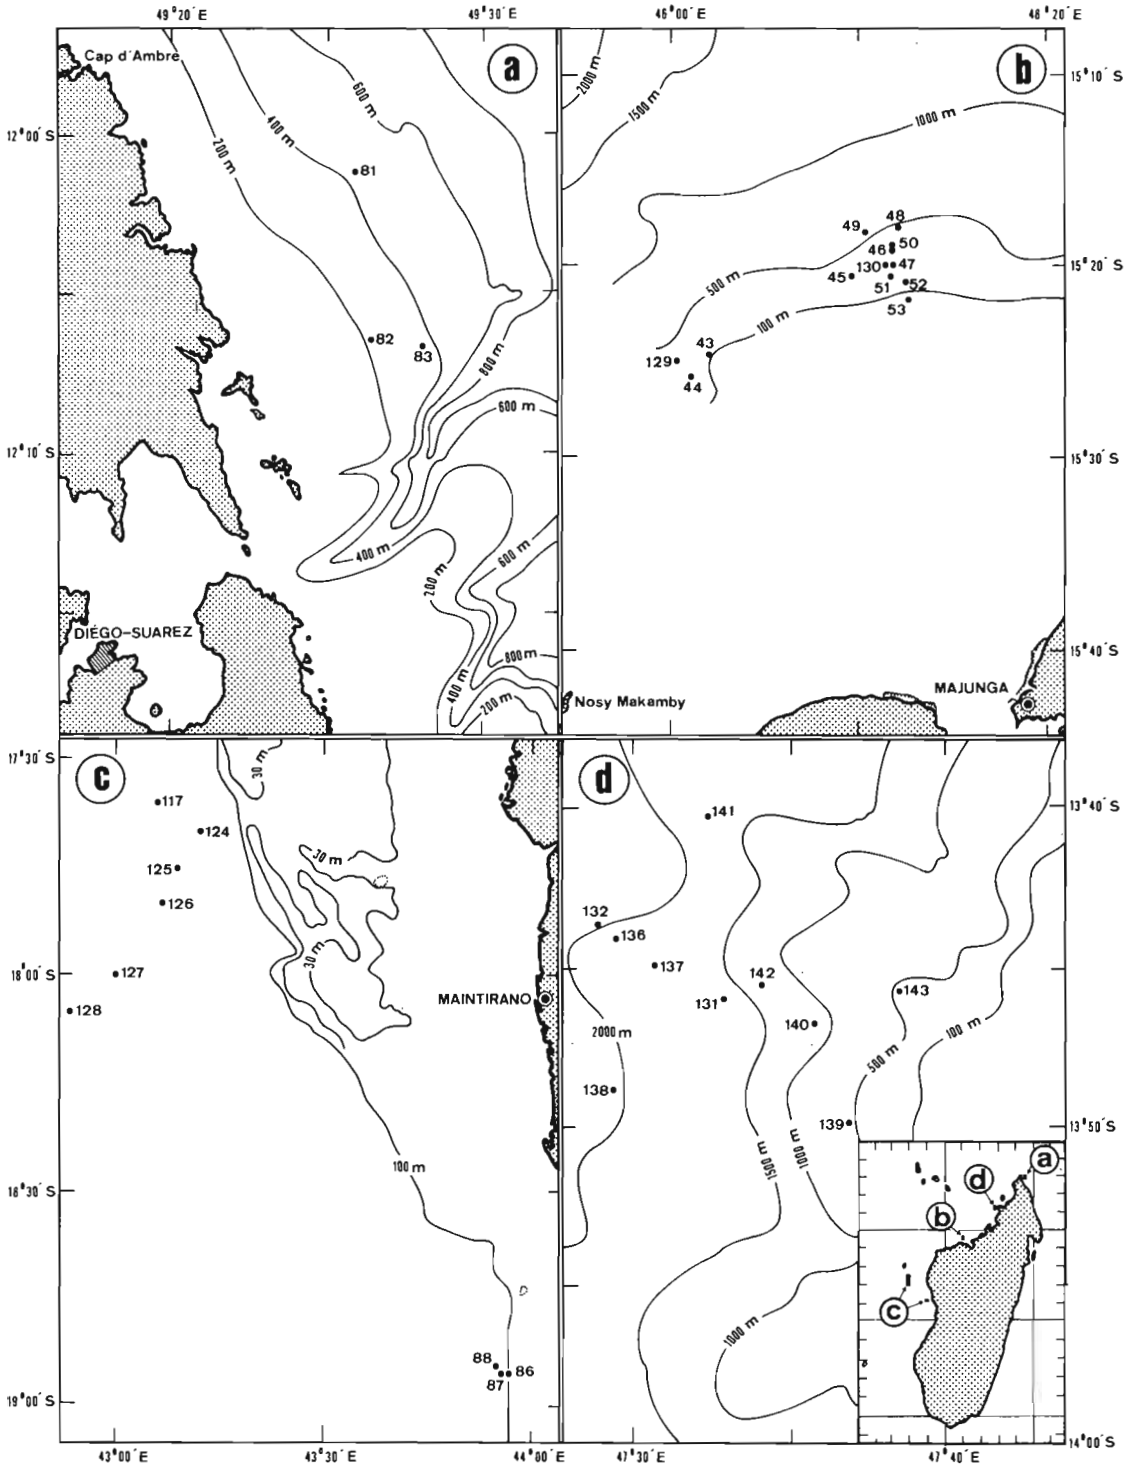 49°20' E
49°30' E
46°00' E
48°20' E
Cap d'Ambre
a
12°00' S
200 m
400 m
600 m
81
82
83
800 m
600 m
12°10' S
400 m
200 m
600 m
800 m
400 m
200 m
DIÉGO–SUAREZ
b
2000 m
1500 m
1000 m
15°10' S
49
48
46
50
130
47
45
51
52
53
15°20' S
500 m
100 m
129
43
44
15°30' S
15°40' S
MAJUNGA
Nosy Makamby
17°30' S
c
30 m
117
124
30 m
125
126
30 m
127
18°00' S
128
MAINTIRANO
100 m
18°30' S
88
86
87
19°00' S
43°00' E
43°30' E
44°00' E
d
141
13°40' S
132
136
137
142
131
143
140
2000 m
138
500 m
100 m
139
13°50' S
1500 m
1000 m
1000 m
a
d
b
c
47°30' E
47°40' E
14°00' S